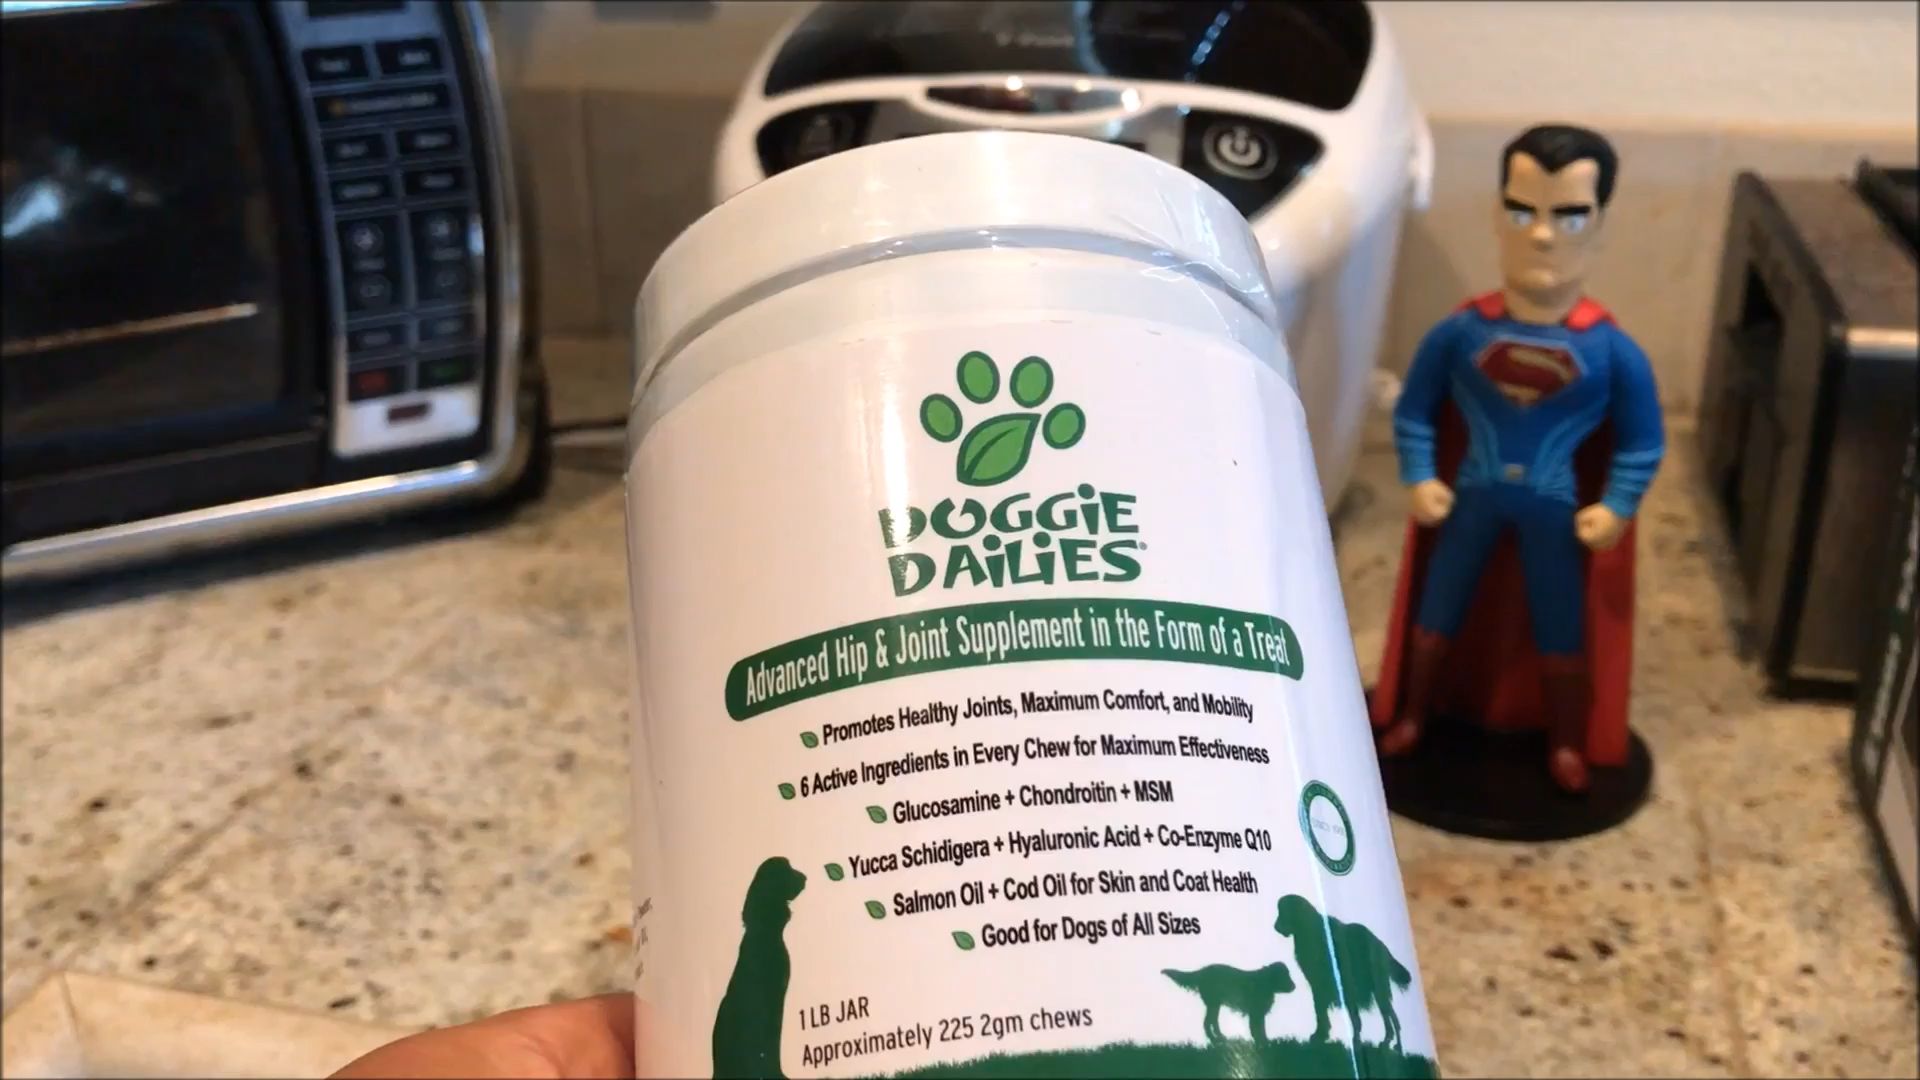 DOGGiE
DAiLiES®
Advanced Hip & Joint Supplement in the Form of a Treat
Promotes Healthy Joints, Maximum Comfort, and Mobility
6 Active Ingredients in Every Chew for Maximum Effectiveness
Glucosamine + Chondroitin + MSM
Yucca Schidigera + Hyaluronic Acid + Co-Enzyme Q10
Salmon Oil + Cod Oil for Skin and Coat Health
Good for Dogs of All Sizes
1 LB JAR
Approximately 225 2gm chews